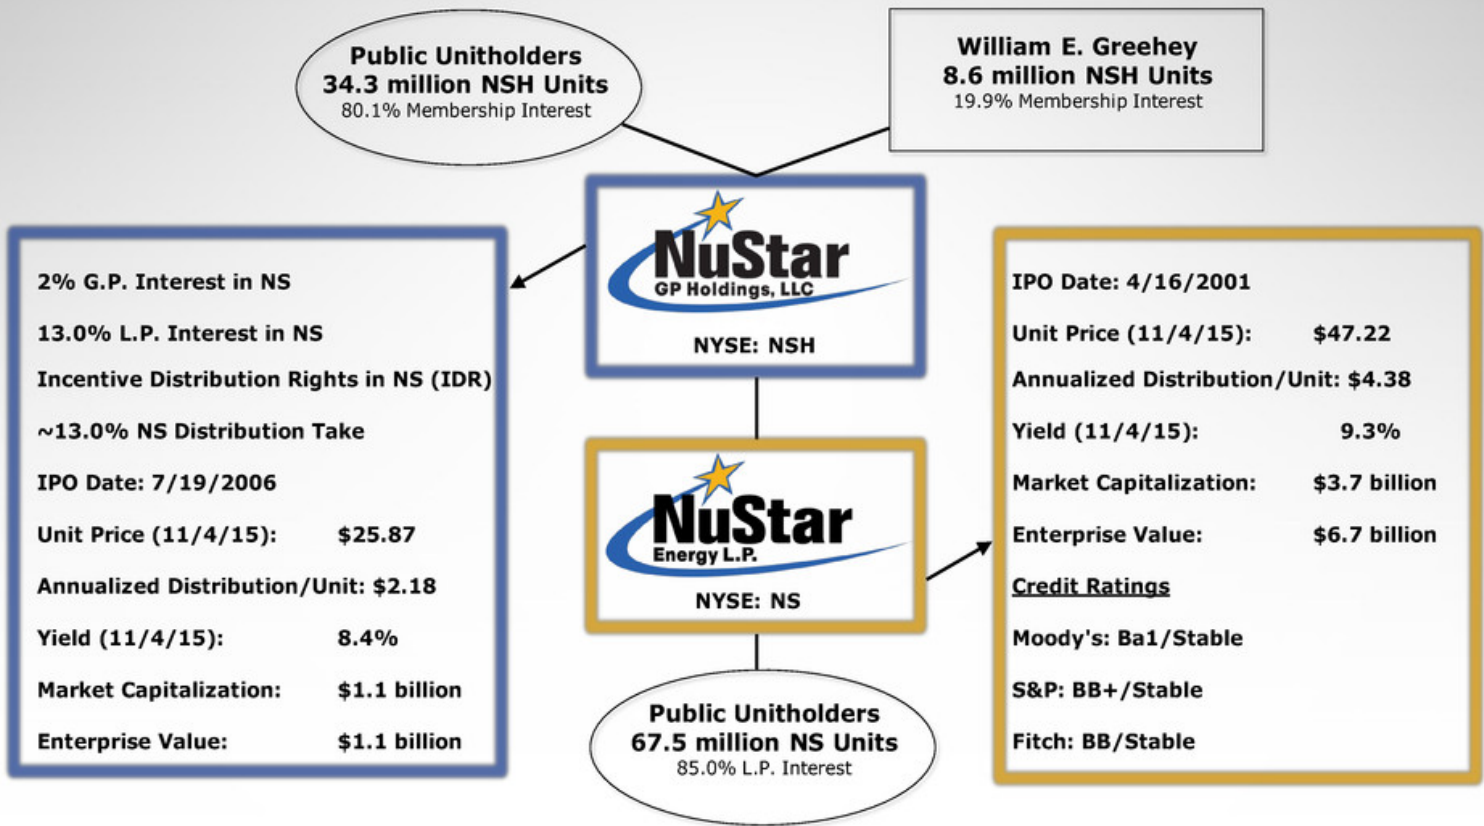 Public Unitholders
34.3 million NSH Units
80.1% Membership Interest
William E. Greehey
8.6 million NSH Units
19.9% Membership Interest
NuStar
GP Holdings, LLC
NYSE: NSH
2% G.P. Interest in NS
13.0% L.P. Interest in NS
Incentive Distribution Rights in NS (IDR)
~13.0% NS Distribution Take
IPO Date: 7/19/2006
Unit Price (11/4/15): $25.87
Annualized Distribution/Unit: $2.18
Yield (11/4/15): 8.4%
Market Capitalization: $1.1 billion
Enterprise Value: $1.1 billion
NuStar
Energy L.P.
NYSE: NS
IPO Date: 4/16/2001
Unit Price (11/4/15): $47.22
Annualized Distribution/Unit: $4.38
Yield (11/4/15): 9.3%
Market Capitalization: $3.7 billion
Enterprise Value: $6.7 billion
Credit Ratings
Moody's: Ba1/Stable
S&P: BB+/Stable
Fitch: BB/Stable
Public Unitholders
67.5 million NS Units
85.0% L.P. Interest